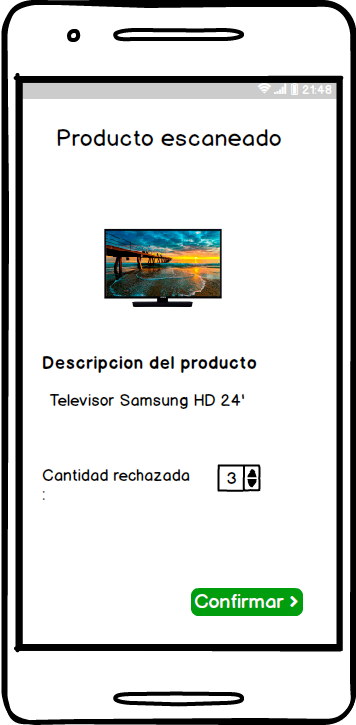 21:48
Producto escaneado
Descripcion del producto
Televisor Samsung HD 24'
Cantidad rechazada
:
3
Confirmar >